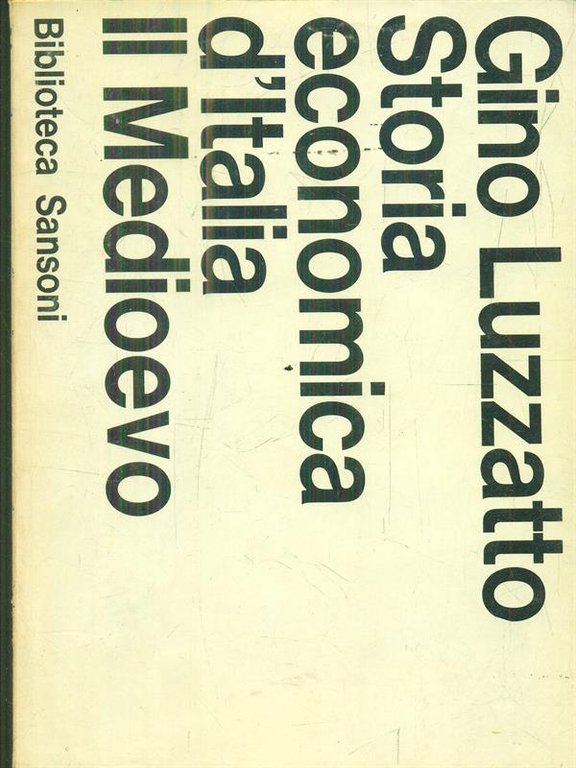 Gino Luzzatto
Storia
economica
d'Italia
Il Medioevo
Biblioteca Sansoni